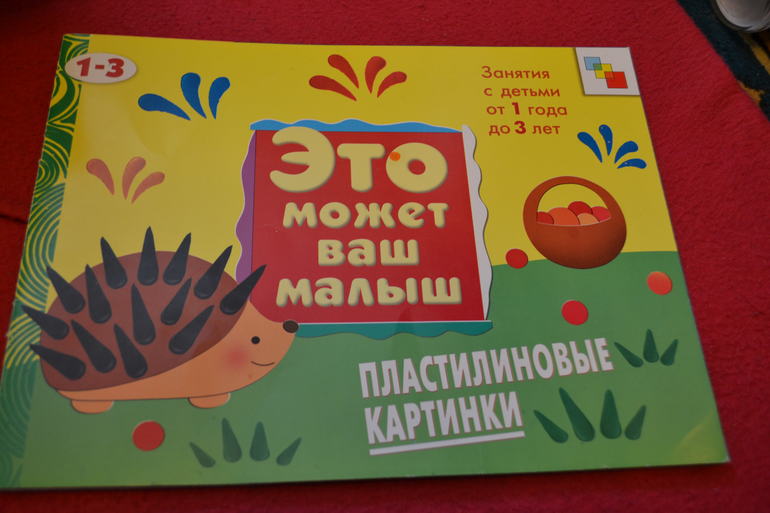 1-3
Занятия
с детьми
от 1 года
до 3 лет
Это
может
ваш
малыш
ПЛАСТИЛИНОВЫЕ
КАРТИНКИ